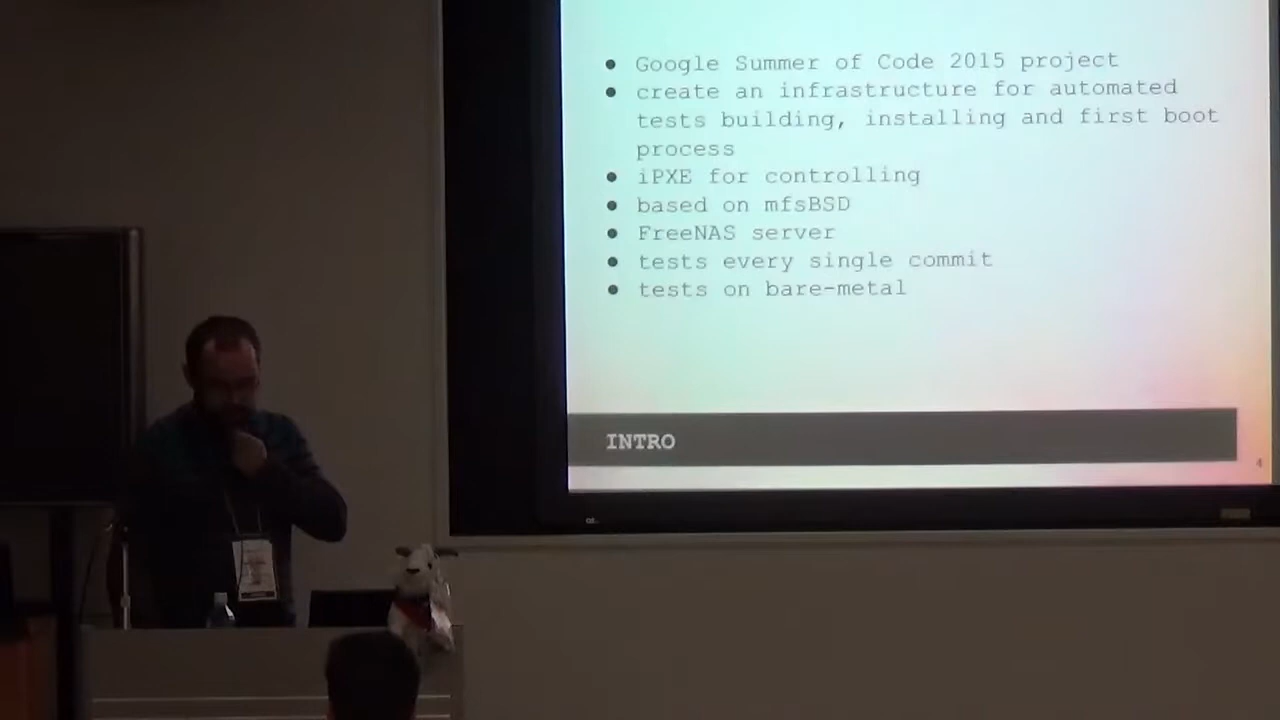 ● Google Summer of Code 2015 project
● create an infrastructure for automated
tests building, installing and first boot
process
● iPXE for controlling
● based on mfsBSD
● FreeNAS server
● tests every single commit
● tests on bare-metal
INTRO
4